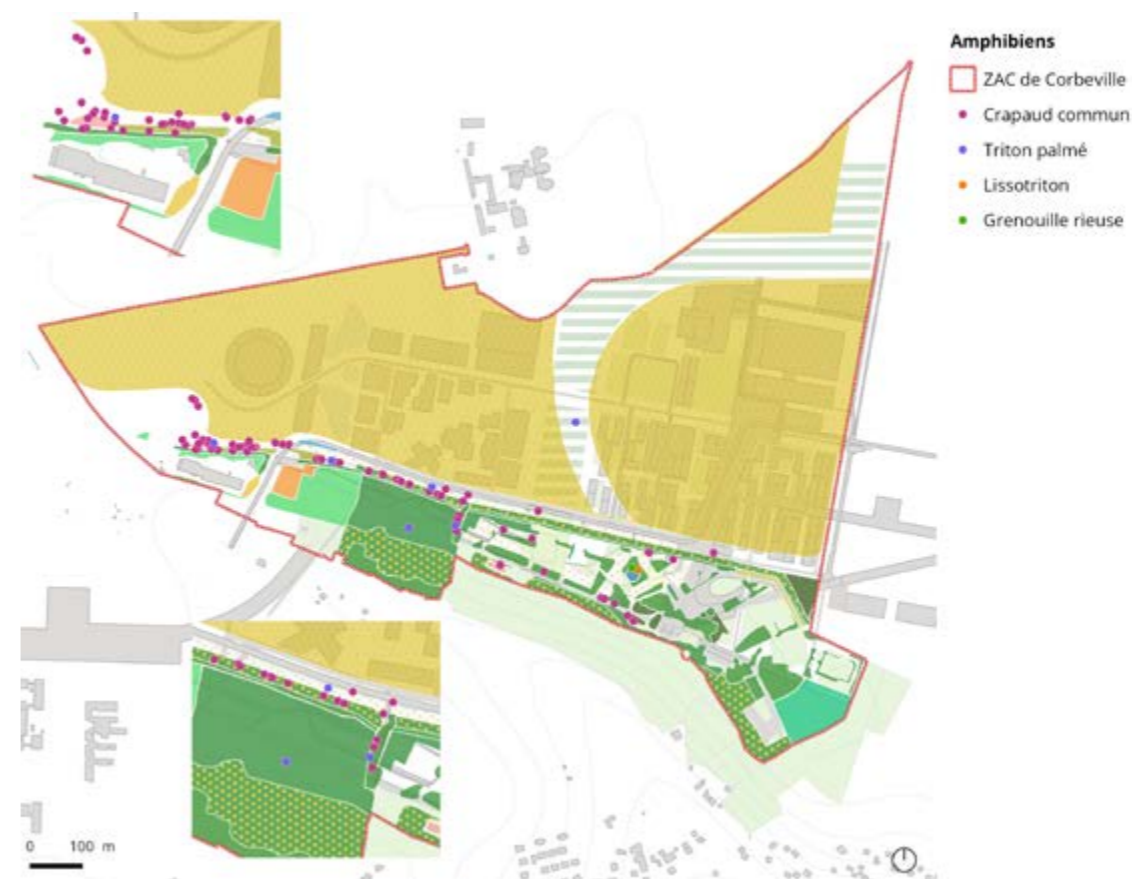 Amphibiens
ZAC de Corbeville
Crapaud commun
Triton palmé
Lissotriton
Grenouille rieuse
0 100 m